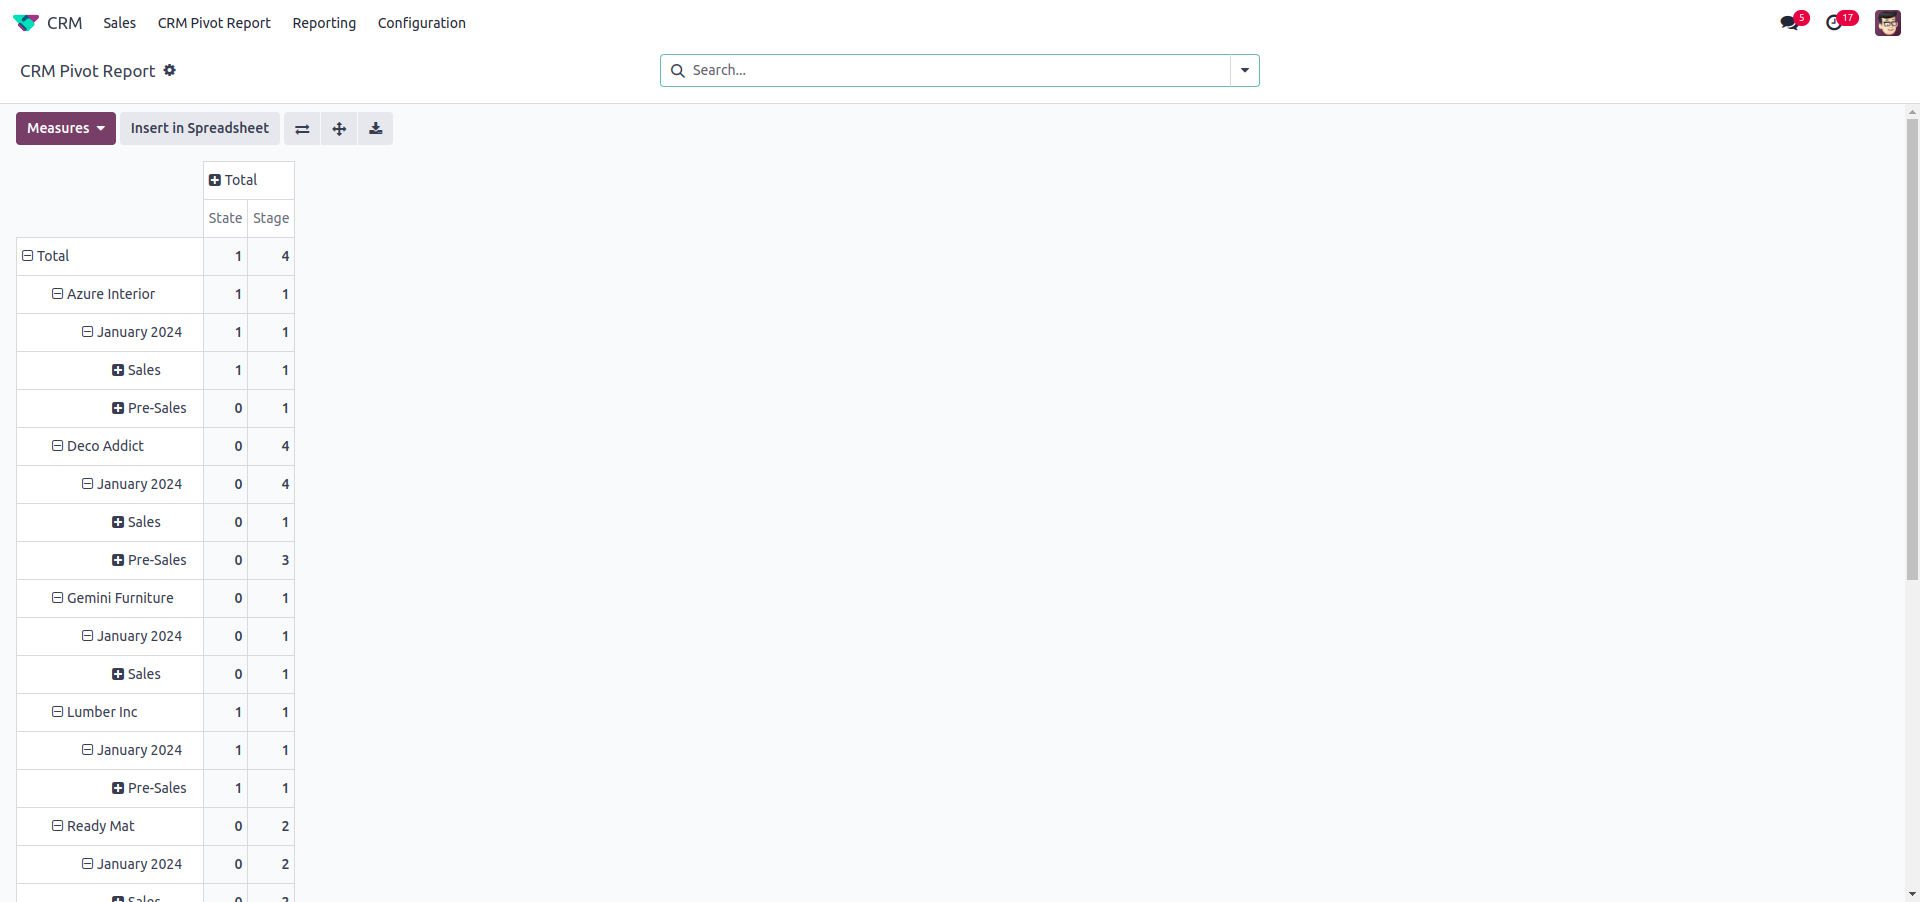 CRM Sales CRM Pivot Report Reporting Configuration 5 17
CRM Pivot Report Search...
Measures Insert in Spreadsheet
Total
State Stage
Total 1 4
Azure Interior 1 1
January 2024 1 1
Sales 1 1
Pre-Sales 0 1
Deco Addict 0 4
January 2024 0 4
Sales 0 1
Pre-Sales 0 3
Gemini Furniture 0 1
January 2024 0 1
Sales 0 1
Lumber Inc 1 1
January 2024 1 1
Pre-Sales 1 1
Ready Mat 0 2
January 2024 0 2
Sales 0 2